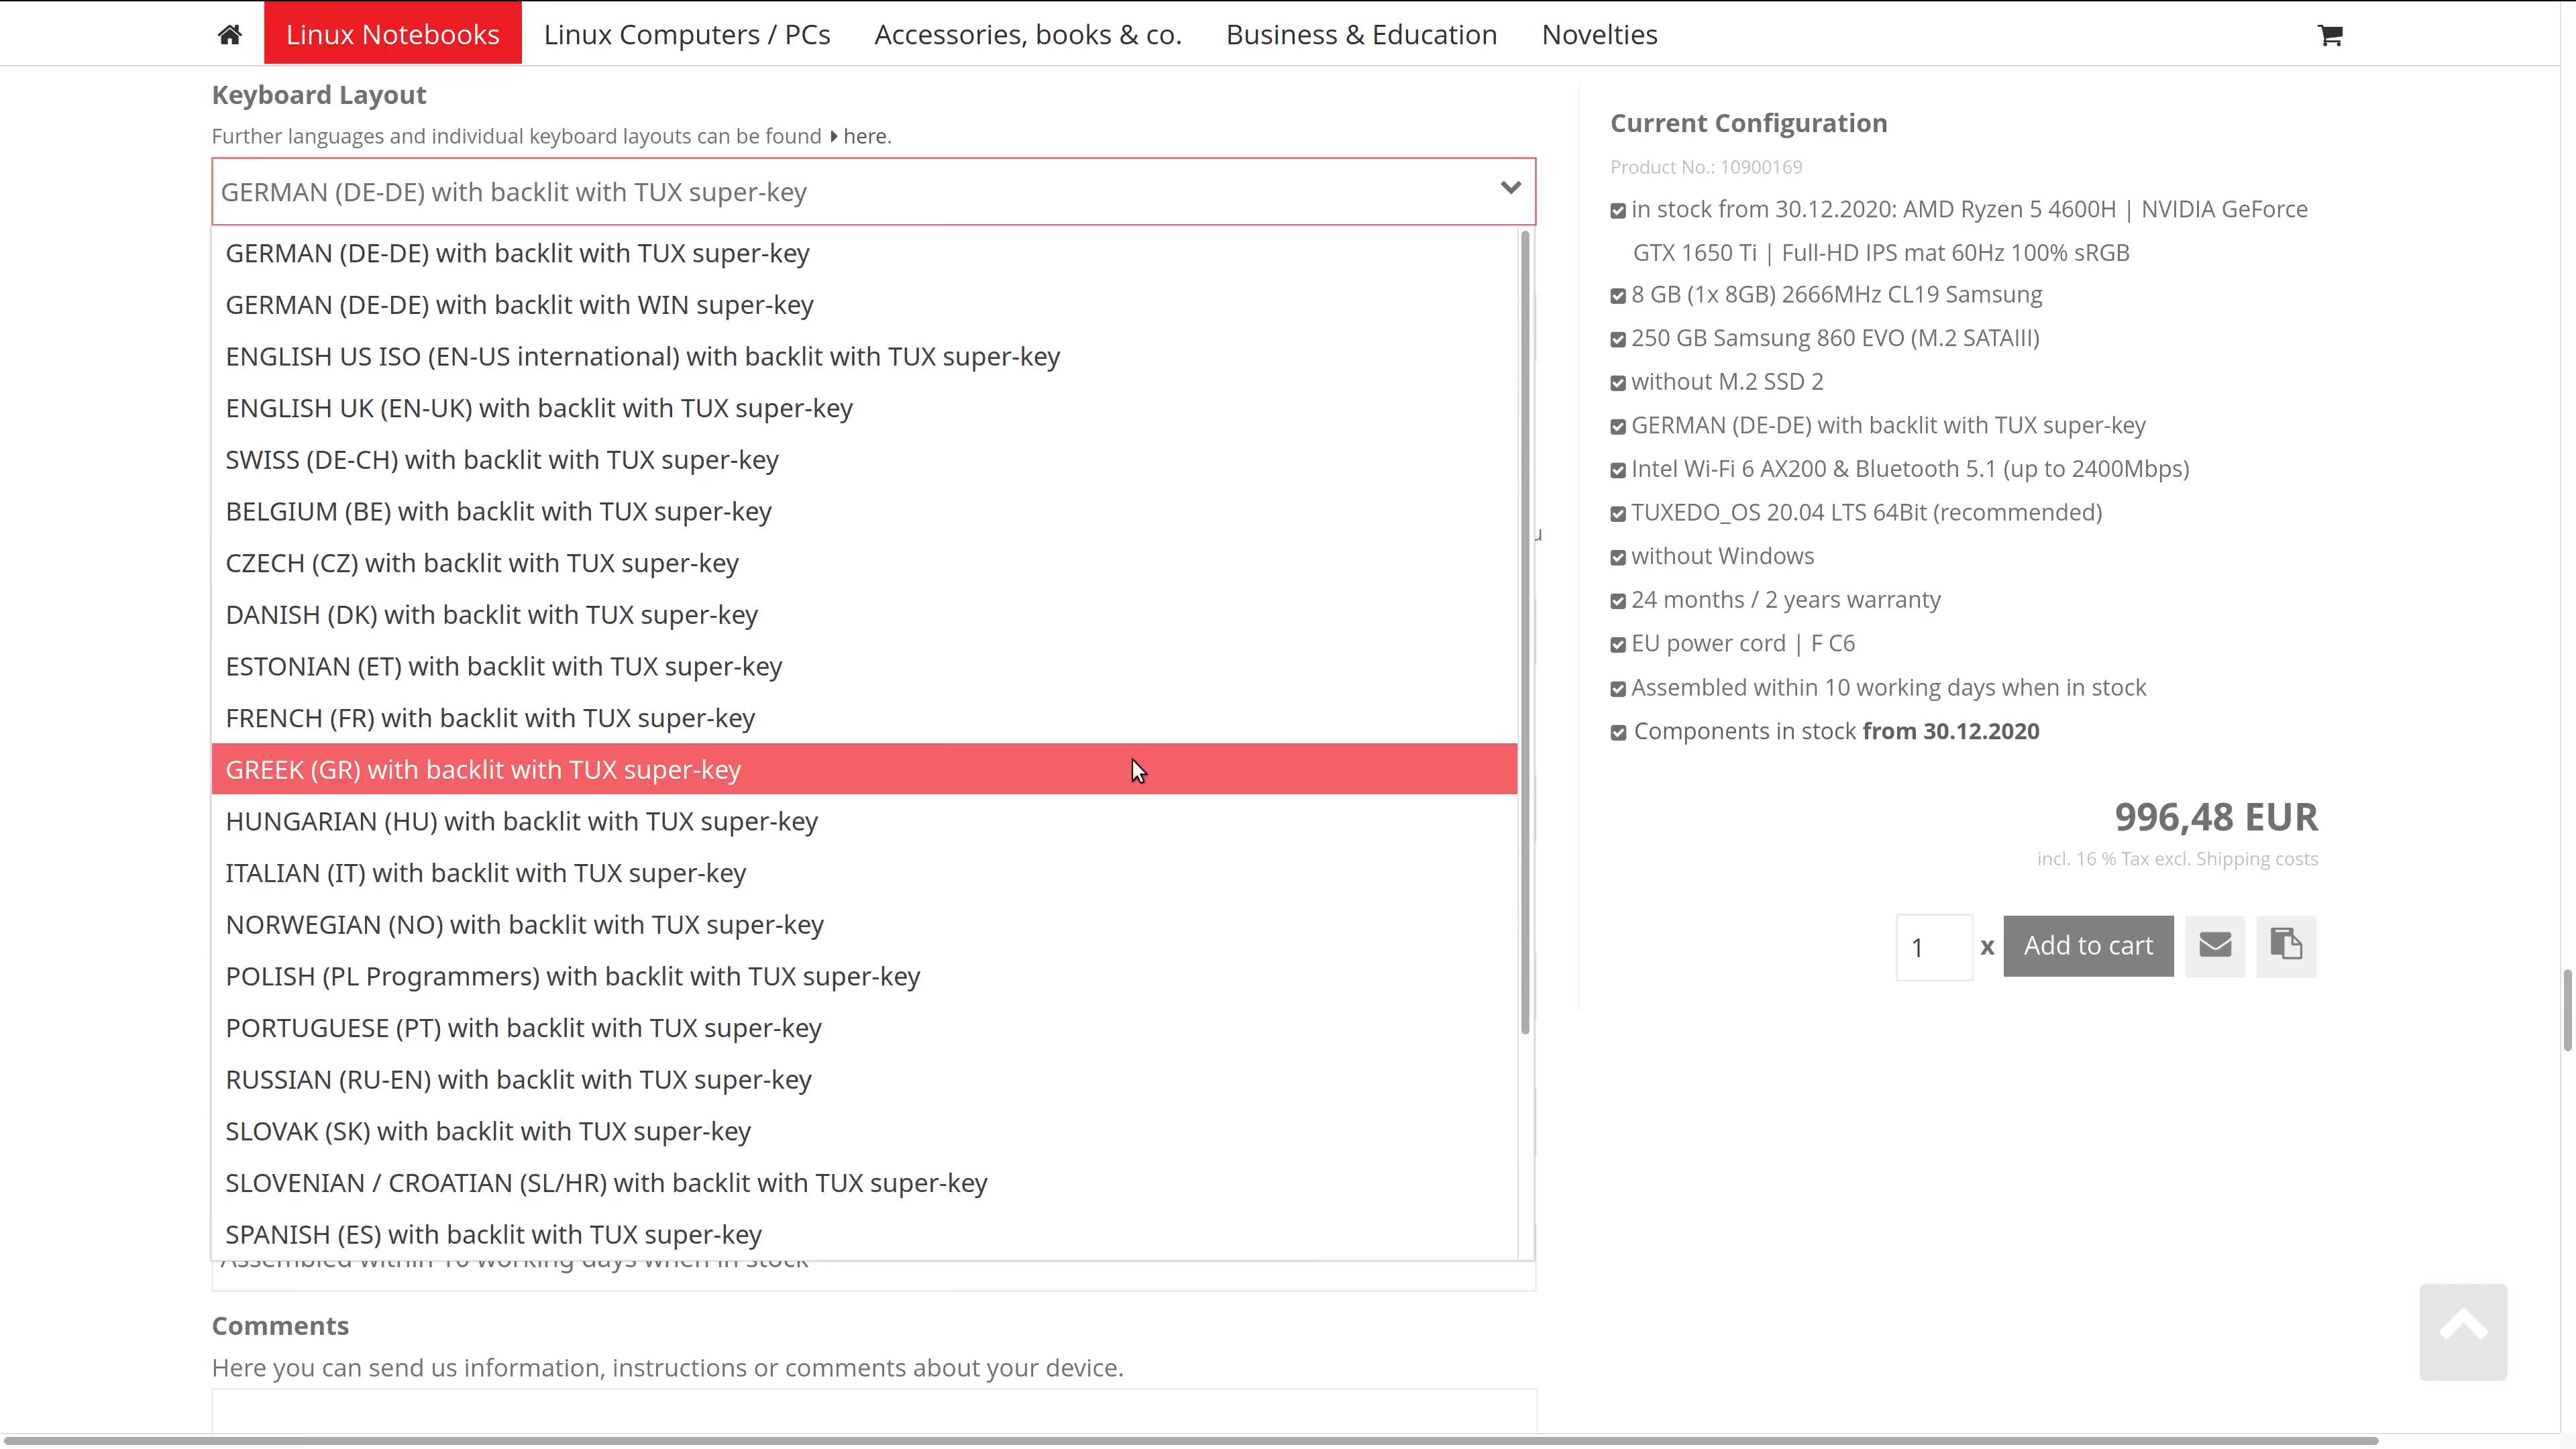 Linux Notebooks
Linux Computers / PCs
Accessories, books & co.
Business & Education
Novelties
Keyboard Layout
Further languages and individual keyboard layouts can be found here.
GERMAN (DE-DE) with backlit with TUX super-key
GERMAN (DE-DE) with backlit with TUX super-key
GERMAN (DE-DE) with backlit with WIN super-key
ENGLISH US ISO (EN-US international) with backlit with TUX super-key
ENGLISH UK (EN-UK) with backlit with TUX super-key
SWISS (DE-CH) with backlit with TUX super-key
BELGIUM (BE) with backlit with TUX super-key
CZECH (CZ) with backlit with TUX super-key
DANISH (DK) with backlit with TUX super-key
ESTONIAN (ET) with backlit with TUX super-key
FRENCH (FR) with backlit with TUX super-key
GREEK (GR) with backlit with TUX super-key
HUNGARIAN (HU) with backlit with TUX super-key
ITALIAN (IT) with backlit with TUX super-key
NORWEGIAN (NO) with backlit with TUX super-key
POLISH (PL Programmers) with backlit with TUX super-key
PORTUGUESE (PT) with backlit with TUX super-key
RUSSIAN (RU-EN) with backlit with TUX super-key
SLOVAK (SK) with backlit with TUX super-key
SLOVENIAN / CROATIAN (SL/HR) with backlit with TUX super-key
SPANISH (ES) with backlit with TUX super-key
Assembled within 10 working days when in stock
Comments
Here you can send us information, instructions or comments about your device.
Current Configuration
Product No.: 10900169
in stock from 30.12.2020: AMD Ryzen 5 4600H | NVIDIA GeForce
GTX 1650 Ti | Full-HD IPS mat 60Hz 100% sRGB
8 GB (1x 8GB) 2666MHz CL19 Samsung
250 GB Samsung 860 EVO (M.2 SATAIII)
without M.2 SSD 2
GERMAN (DE-DE) with backlit with TUX super-key
Intel Wi-Fi 6 AX200 & Bluetooth 5.1 (up to 2400Mbps)
TUXEDO_OS 20.04 LTS 64Bit (recommended)
without Windows
24 months / 2 years warranty
EU power cord | F C6
Assembled within 10 working days when in stock
Components in stock from 30.12.2020
996,48 EUR
incl. 16 % Tax excl. Shipping costs
1 x Add to cart